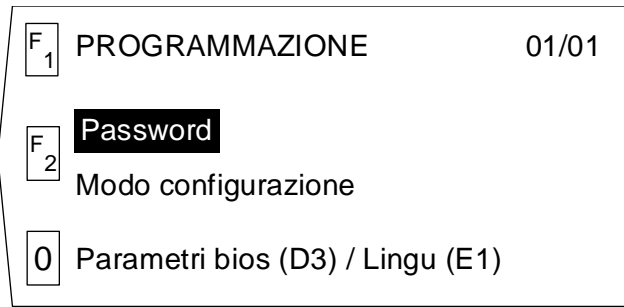 F1 PROGRAMMAZIONE 01/01
Password
F2
Modo configurazione
0 Parametri bios (D3) / Lingu (E1)